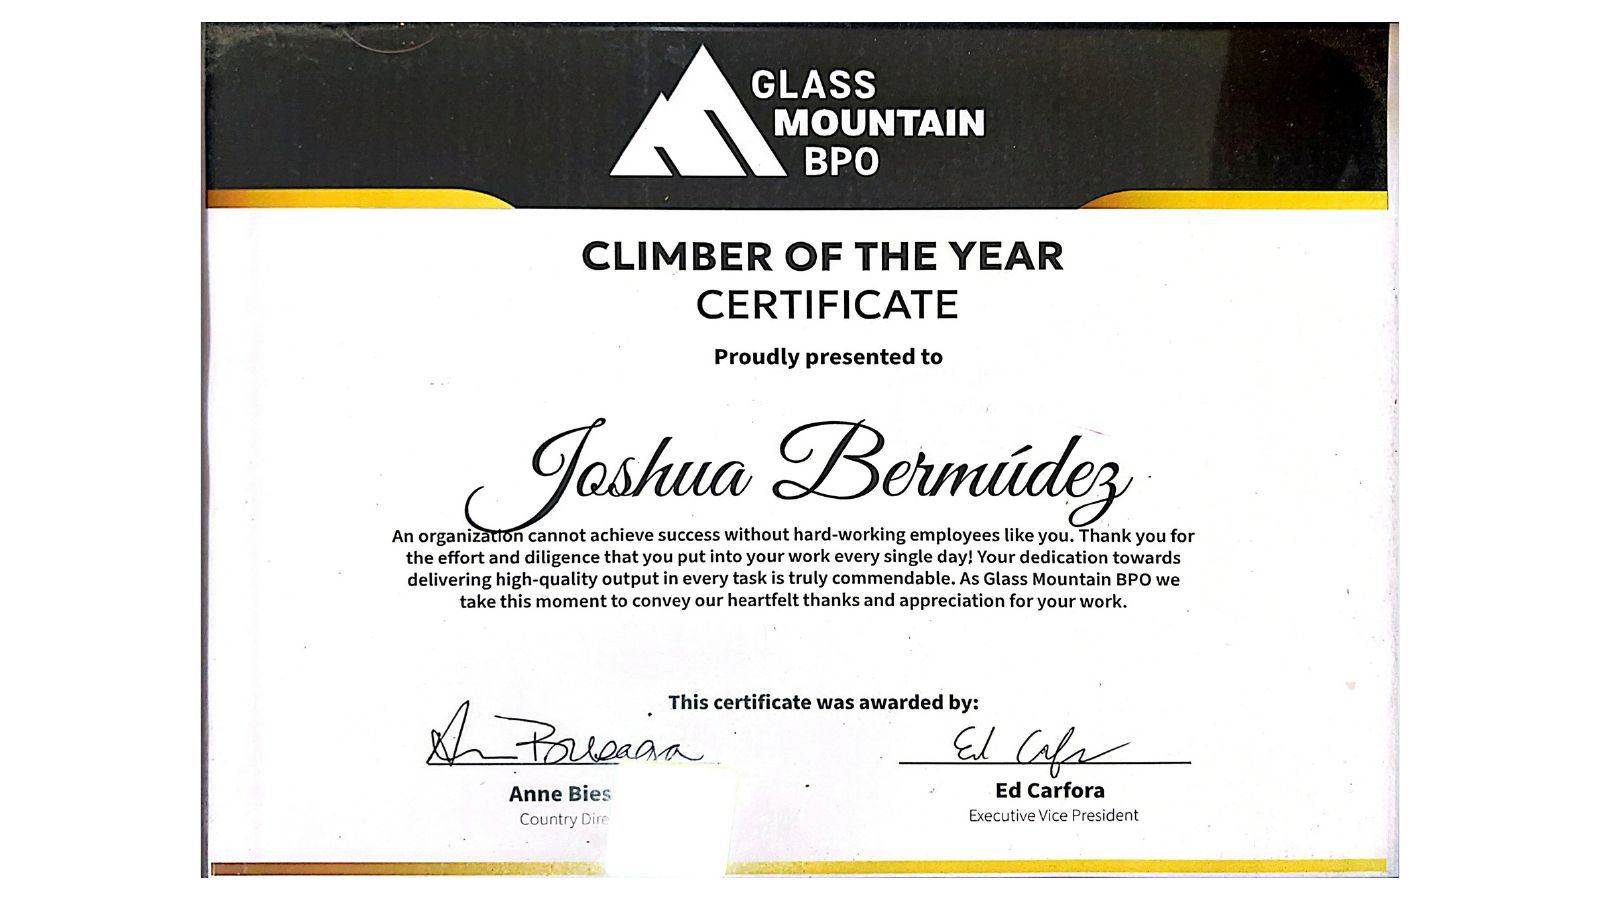 GLASS
MOUNTAIN
BPO
CLIMBER OF THE YEAR
CERTIFICATE
Proudly presented to
Joshua Bermúdez
An organization cannot achieve success without hard-working employees like you. Thank you for
the effort and diligence that you put into your work every single day! Your dedication towards
delivering high-quality output in every task is truly commendable. As Glass Mountain BPO we
take this moment to convey our heartfelt thanks and appreciation for your work.
This certificate was awarded by:
Ed Carfora
Anne Bies
Ed Carfora
Country Dire
Executive Vice President